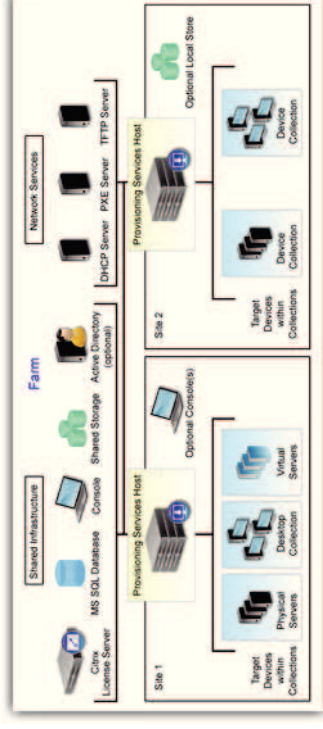 Farm
Shared Infrastructure
Network Services
Citrix
License Server
MS SQL Database
Console
Shared Storage
Active Directory
(optional)
DHCP Server
PXE Server
TFTP Server
Site 1
Provisioning Services Host
Optional Console(s)
Target
Devices
within
Collections
Physical
Servers
Desktop
Collection
Virtual
Servers
Site 2
Provisioning Services Host
Optional Local Store
Target
Devices
within
Collections
Device
Collection
Device
Collection